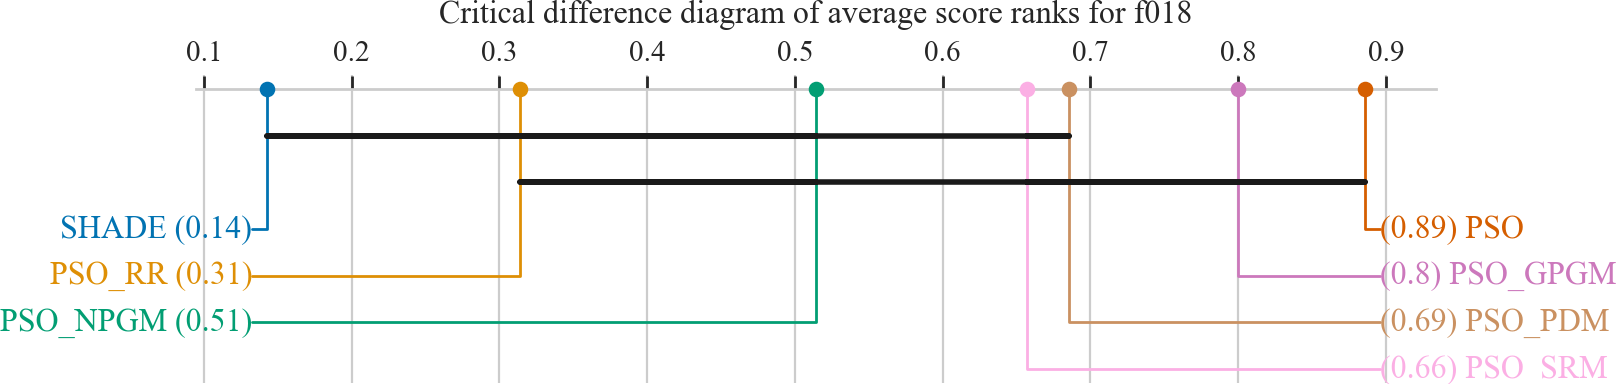 Critical difference diagram of average score ranks for f018
0.1 0.2 0.3 0.4 0.5 0.6 0.7 0.8 0.9
SHADE (0.14) (0.89) PSO
PSO_RR (0.31) (0.8) PSO_GPGM
PSO_NPGM (0.51) (0.69) PSO_PDM
(0.66) PSO_SRM